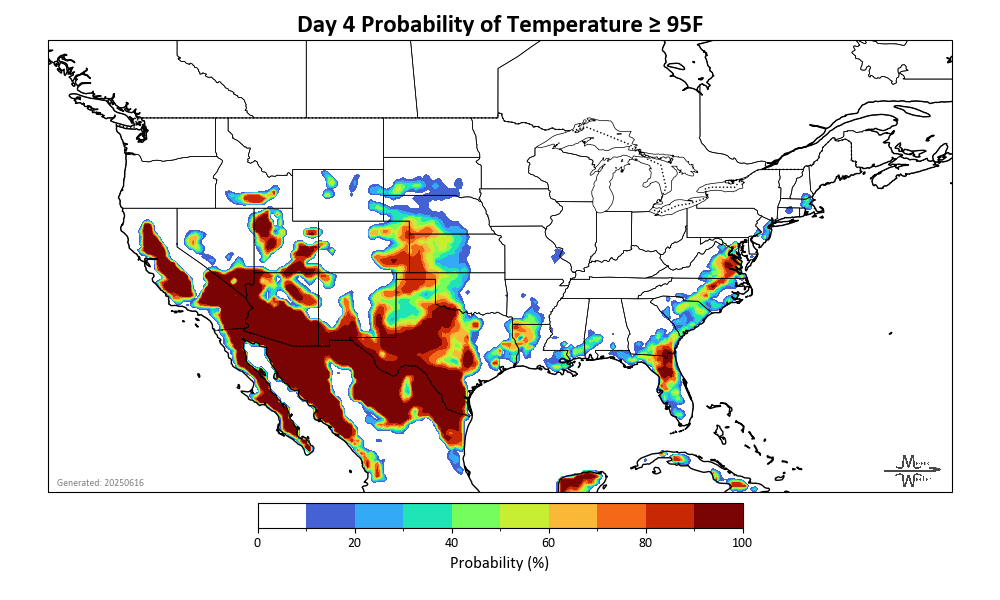 Day 4 Probability of Temperature ≥ 95F
Generated: 20250616
0 20 40 60 80 100
Probability (%)